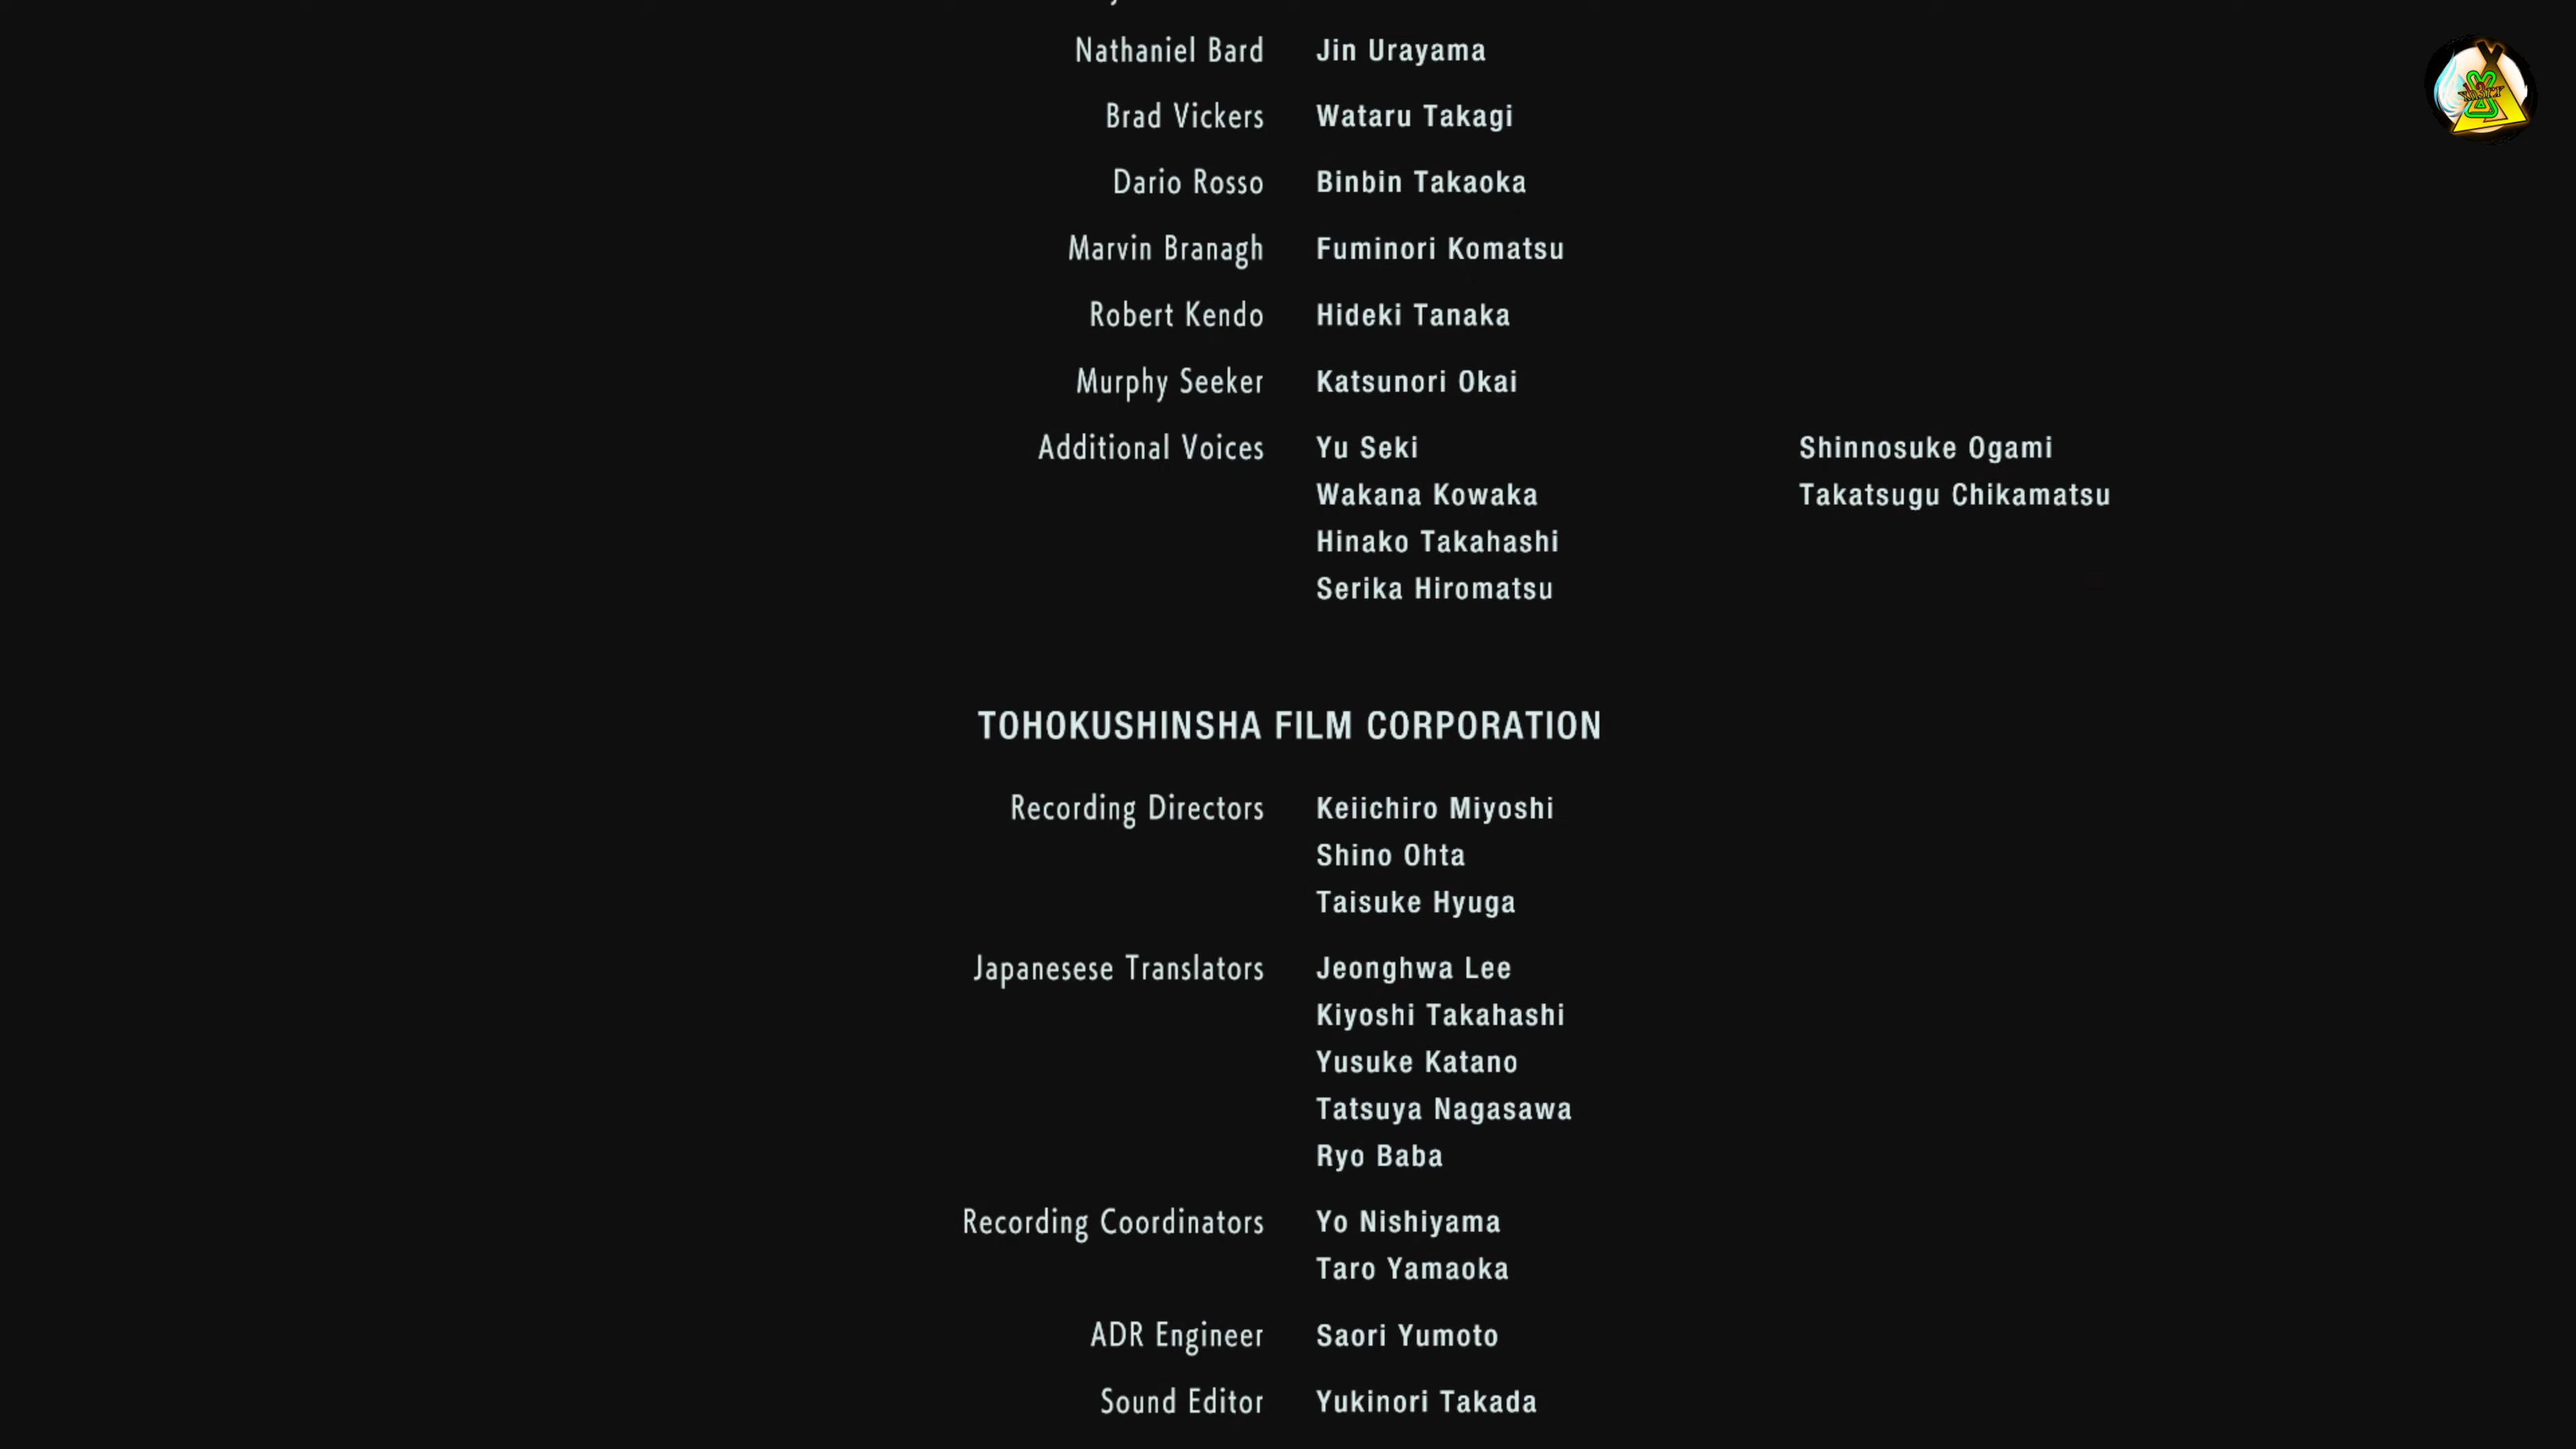 Nathaniel Bard Jin Urayama
Brad Vickers Wataru Takagi
Dario Rosso Binbin Takaoka
Marvin Branagh Fuminori Komatsu
Robert Kendo Hideki Tanaka
Murphy Seeker Katsunori Okai
Additional Voices Yu Seki Shinnosuke Ogami
Wakana Kowaka Takatsugu Chikamatsu
Hinako Takahashi
Serika Hiromatsu
TOHOKUSHINSHA FILM CORPORATION
Recording Directors Keiichiro Miyoshi
Shino Ohta
Taisuke Hyuga
Japanesese Translators Jeonghwa Lee
Kiyoshi Takahashi
Yusuke Katano
Tatsuya Nagasawa
Ryo Baba
Recording Coordinators Yo Nishiyama
Taro Yamaoka
ADR Engineer Saori Yumoto
Sound Editor Yukinori Takada